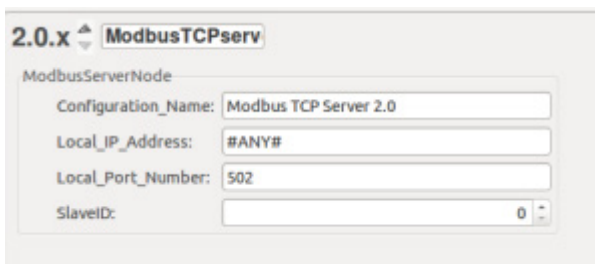 2.0.x ModbusTCPserv
ModbusServerNode
Configuration_Name: Modbus TCP Server 2.0
Local_IP_Address: #ANY#
Local_Port_Number: 502
SlaveID: 0